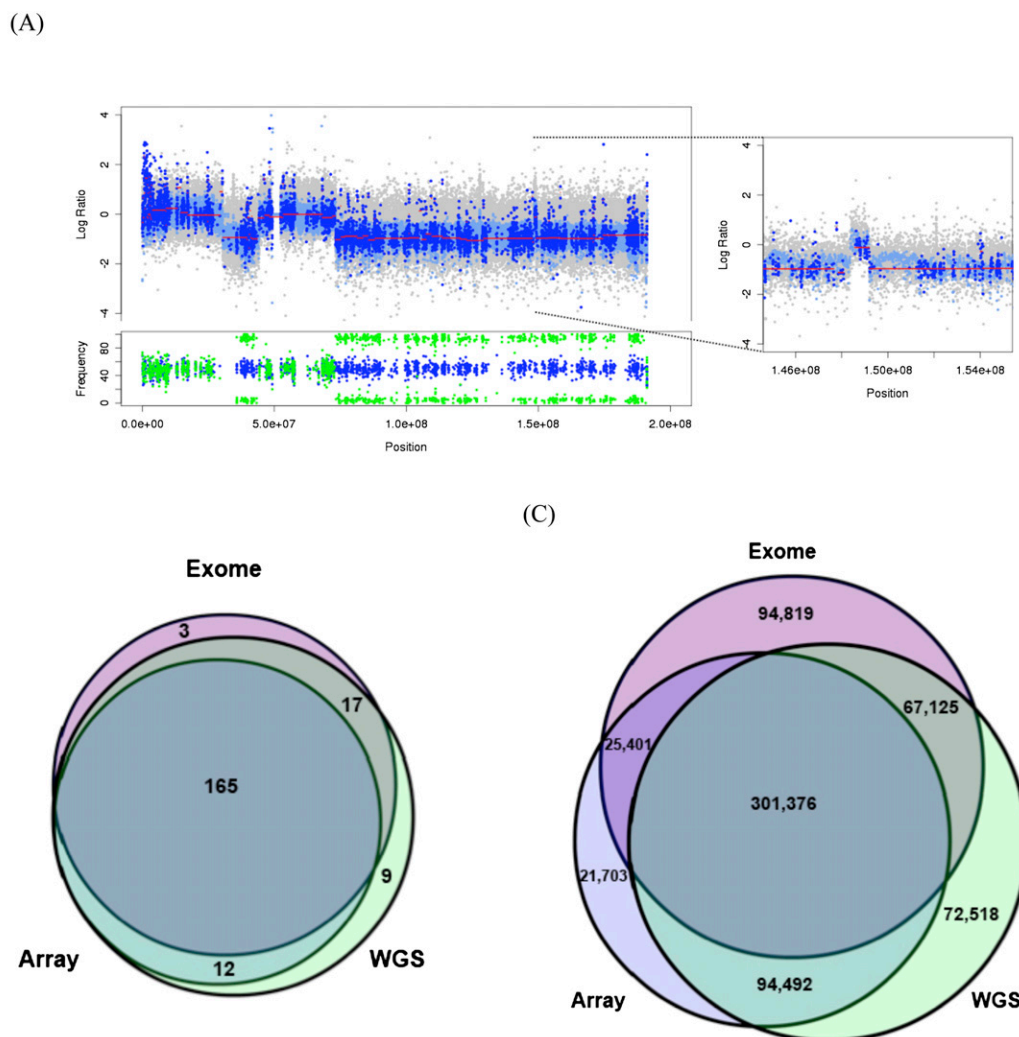 (A)
4
2
0
-2
-4
Log Ratio
80
40
0
Frequency
0.0e+00 5.0e+07 1.0e+08 1.5e+08 2.0e+08
Position
4
2
0
-2
-4
Log Ratio
1.46e+08 1.50e+08 1.54e+08
Position
Exome
3
17
165
9
Array
12
WGS
(C)
Exome
94,819
67,125
25,401
301,376
21,703
72,518
94,492
Array
WGS